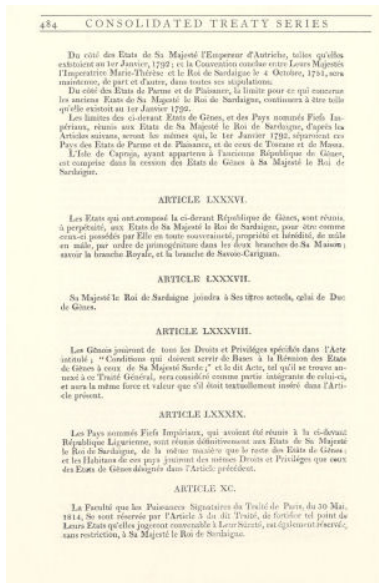 484 CONSOLIDATED TREATY SERIES
Du côté des Etats de Sa Majesté l'Empereur d'Autriche, telles qu'elles
existoient au 1er Janvier, 1792; et la Convention conclue entre Leurs Majestés
l'Impératrice Marie-Thérèse et le Roi de Sardaigne le 4 Octobre, 1751, sera
maintenue, de part et d'autre, dans toutes ses stipulations.
Du côté des Etats de Parme et de Plaisance, la limite pour ce qui concerne
les anciens Etats de Sa Majesté le Roi de Sardaigne, continuera à être telle
qu'elle existoit au 1er Janvier 1792.
Les limites des ci-devant Etats de Gènes, et des Pays nommés Fiefs Im-
périaux, réunis aux Etats de Sa Majesté le Roi de Sardaigne, d'après les
Articles suivans, seront les mêmes qui, le 1er Janvier 1792, séparoient ces
Pays des Etats de Parme et de Plaisance, et de ceux de Toscane et de Massa.
L'Isle de Capraja, ayant appartenu à l'ancienne République de Gènes,
est comprise dans la cession des Etats de Gènes à Sa Majesté le Roi de
Sardaigne.
ARTICLE LXXXVI.
Les Etats qui ont composé la ci-devant République de Gènes, sont réunis,
à perpétuité, aux Etats de Sa Majesté le Roi de Sardaigne, pour être comme
ceux-ci possédés par Elle en toute souveraineté, propriété et hérédité, de mâle
en mâle, par ordre de primogéniture dans les deux branches de Sa Maison;
savoir la branche Royale, et la branche de Savoie-Carignan.
ARTICLE LXXXVII.
Sa Majesté le Roi de Sardaigne joindra à Ses titres actuels, celui de Duc
de Gènes.
ARTICLE LXXXVIII.
Les Génois jouiront de tous les Droits et Priviléges spécifiés dans l'Acte
intitulé; "Conditions qui doivent servir de Bases à la Réunion des Etats
de Gènes à ceux de Sa Majesté Sarde;" et le dit Acte, tel qu'il se trouve an-
nexé à ce Traité Général, sera considéré comme partie intégrante de celui-ci,
et aura la même force et valeur que s'il étoit textuellement inséré dans l'Arti-
cle présent.
ARTICLE LXXXIX.
Les Pays nommés Fiefs Impériaux, qui avoient été réunis à la ci-devant
République Ligurienne, sont réunis définitivement aux Etats de Sa Majesté
le Roi de Sardaigne, de la même manière que le reste des Etats de Gènes;
et les Habitans de ces pays jouiront des mêmes Droits et Priviléges que ceux
des Etats de Gènes désignés dans l'Article précédent.
ARTICLE XC.
La Faculté que les Puissances Signataires du Traité de Paris, du 30 Mai,
1814, Se sont réservée par l'Article 3 du dit Traité, de fortifier tel point de
Leurs Etats qu'elles jugeront convenable à Leur Sûreté, est également réservée,
sans restriction, à Sa Majesté le Roi de Sardaigne.